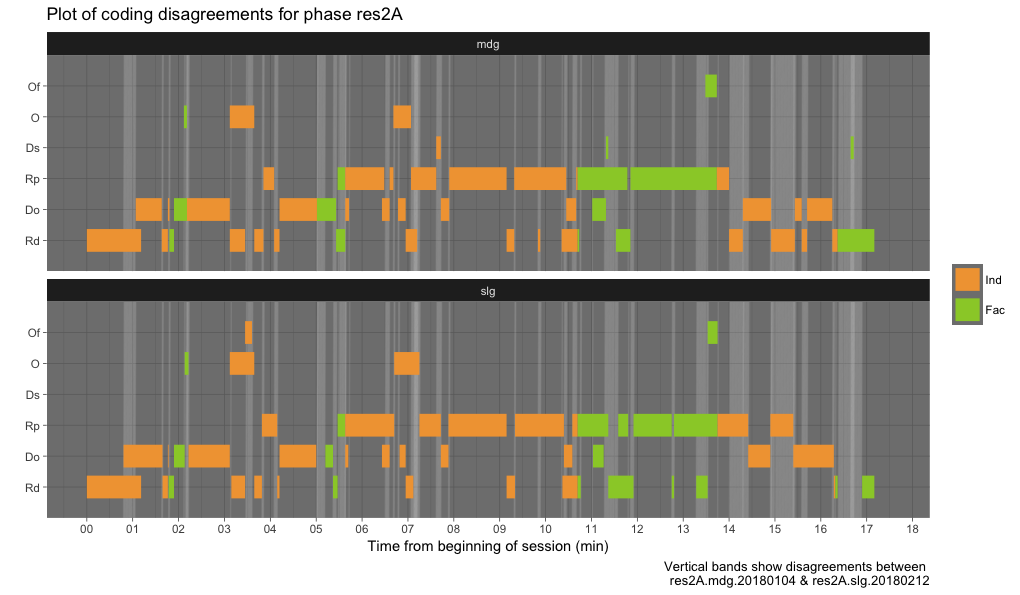 Plot of coding disagreements for phase res2A
mdg
Of
O
Ds
Rp
Do
Rd
slg
Of
O
Ds
Rp
Do
Rd
00 01 02 03 04 05 06 07 08 09 10 11 12 13 14 15 16 17 18
Time from beginning of session (min)
Ind
Fac
Vertical bands show disagreements between
res2A.mdg.20180104 & res2A.slg.20180212